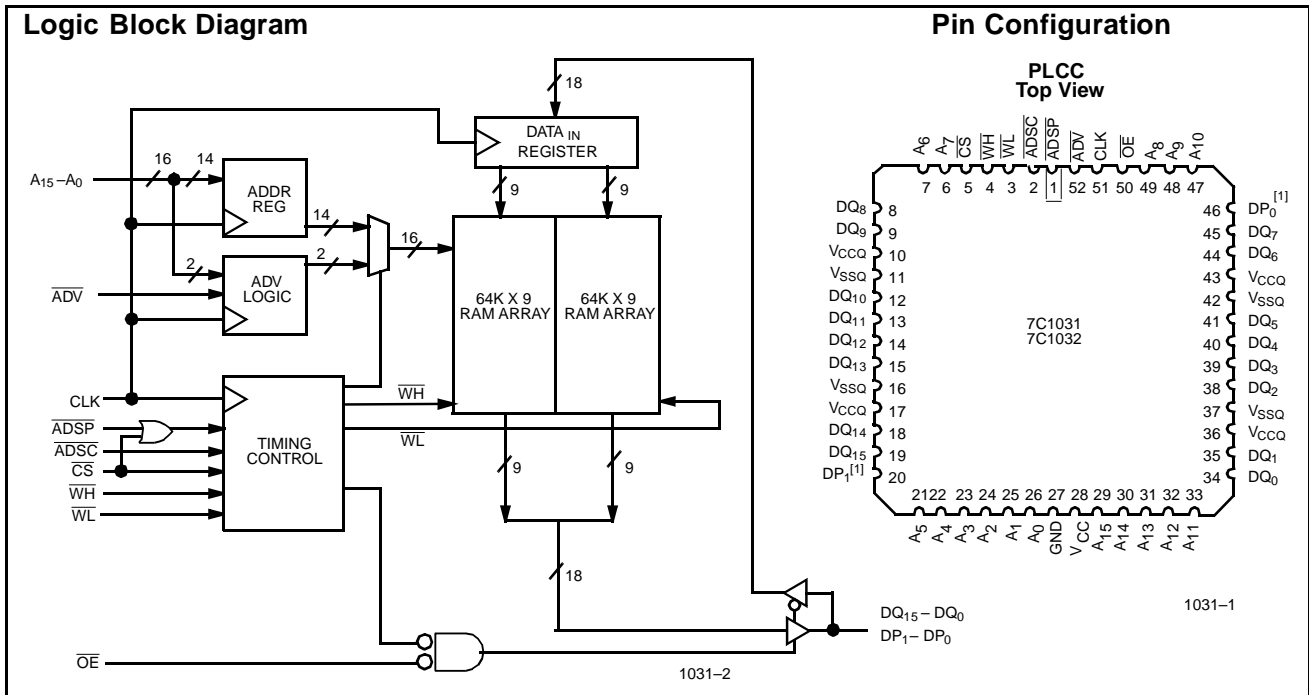 Logic Block Diagram
Pin Configuration
18
DATA IN
REGISTER
16
14
A15–A0
ADDR
REG
14
2
ADV
LOGIC
2
ADV
16
9
9
64K X 9
RAM ARRAY
64K X 9
RAM ARRAY
CLK
ADSP
ADSC
CS
WH
WL
TIMING
CONTROL
WH
WL
9
9
18
OE
1031–2
DQ15 – DQ0
DP1 – DP0
PLCC
Top View
A6 A7 CS WH WL ADSC ADSP ADV CLK OE A8 A9 A10
7 6 5 4 3 2 1 52 51 50 49 48 47
DQ8 8
DQ9 9
VCCQ 10
VSSQ 11
DQ10 12
DQ11 13
DQ12 14
DQ13 15
VSSQ 16
VCCQ 17
DQ14 18
DQ15 19
DP1[1] 20
7C1031
7C1032
46 DP0[1]
45 DQ7
44 DQ6
43 VCCQ
42 VSSQ
41 DQ5
40 DQ4
39 DQ3
38 DQ2
37 VSSQ
36 VCCQ
35 DQ1
34 DQ0
21 22 23 24 25 26 27 28 29 30 31 32 33
A5 A4 A3 A2 A1 A0 GND VCC A15 A14 A13 A12 A11
1031–1